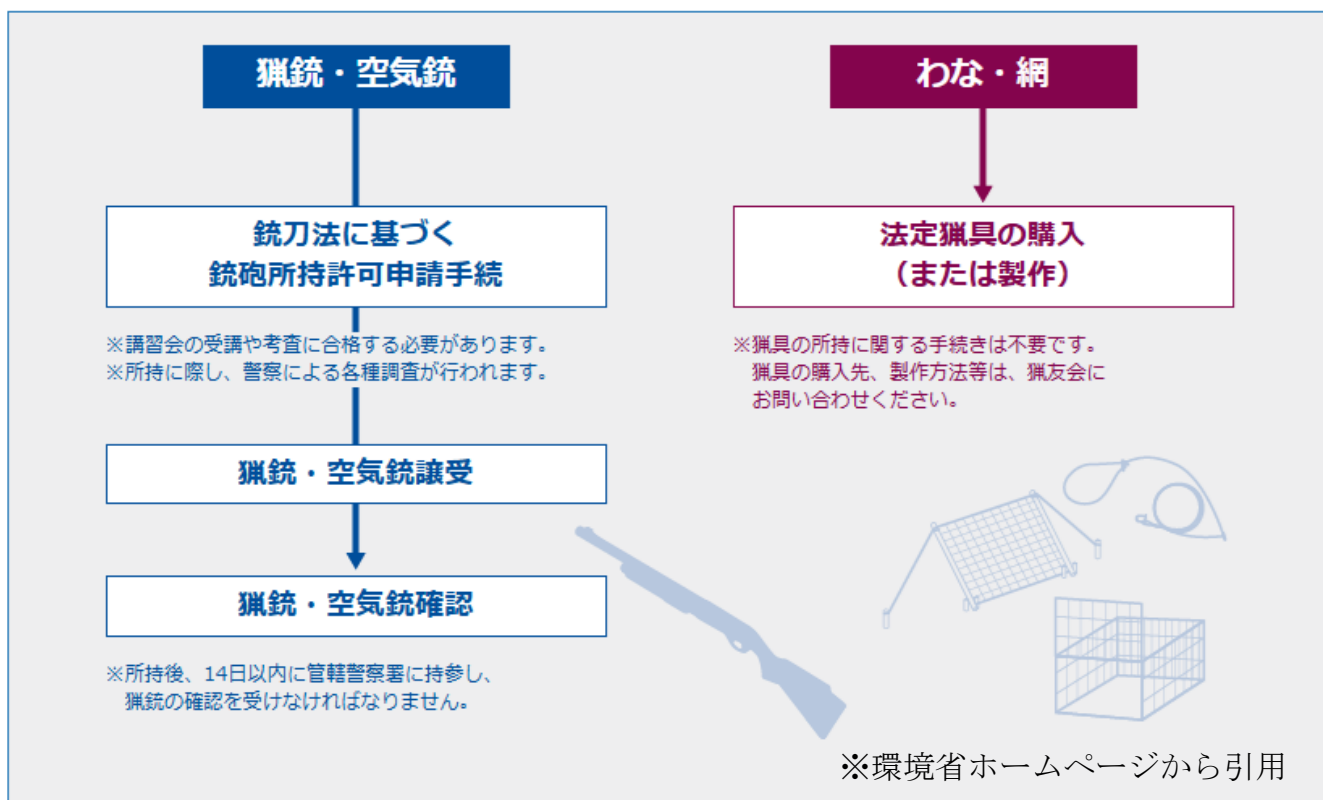 猟銃・空気銃
銃刀法に基づく
銃砲所持許可申請手続
※講習会の受講や考査に合格する必要があります。
※所持に際し、警察による各種調査が行われます。
猟銃・空気銃譲受
猟銃・空気銃確認
※所持後、14日以内に管轄警察署に持参し、
猟銃の確認を受けなければなりません。
わな・網
法定猟具の購入
（または製作）
※猟具の所持に関する手続きは不要です。
猟具の購入先、製作方法等は、猟友会に
お問い合わせください。
※環境省ホームページから引用